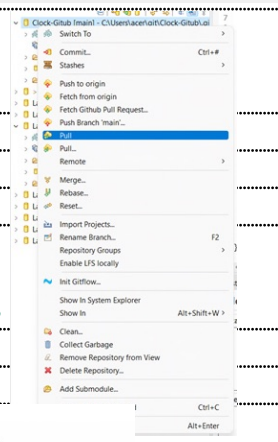 Clock-Gitub [main] - C:\Users\acer\git\Clock-Gitub\.gi
7
Switch To
Commit... Ctrl+#
Stashes
Push to origin
Fetch from origin
Fetch Github Pull Request...
Push Branch 'main'...
Pull
Pull...
Remote
Merge...
Rebase...
Reset...
Import Projects...
Rename Branch... F2
Repository Groups
Enable LFS locally
Init Gitflow...
Show In System Explorer
Show In Alt+Shift+W
Clean...
Collect Garbage
Remove Repository from View
Delete Repository...
Add Submodule...
Ctrl+C
Alt+Enter